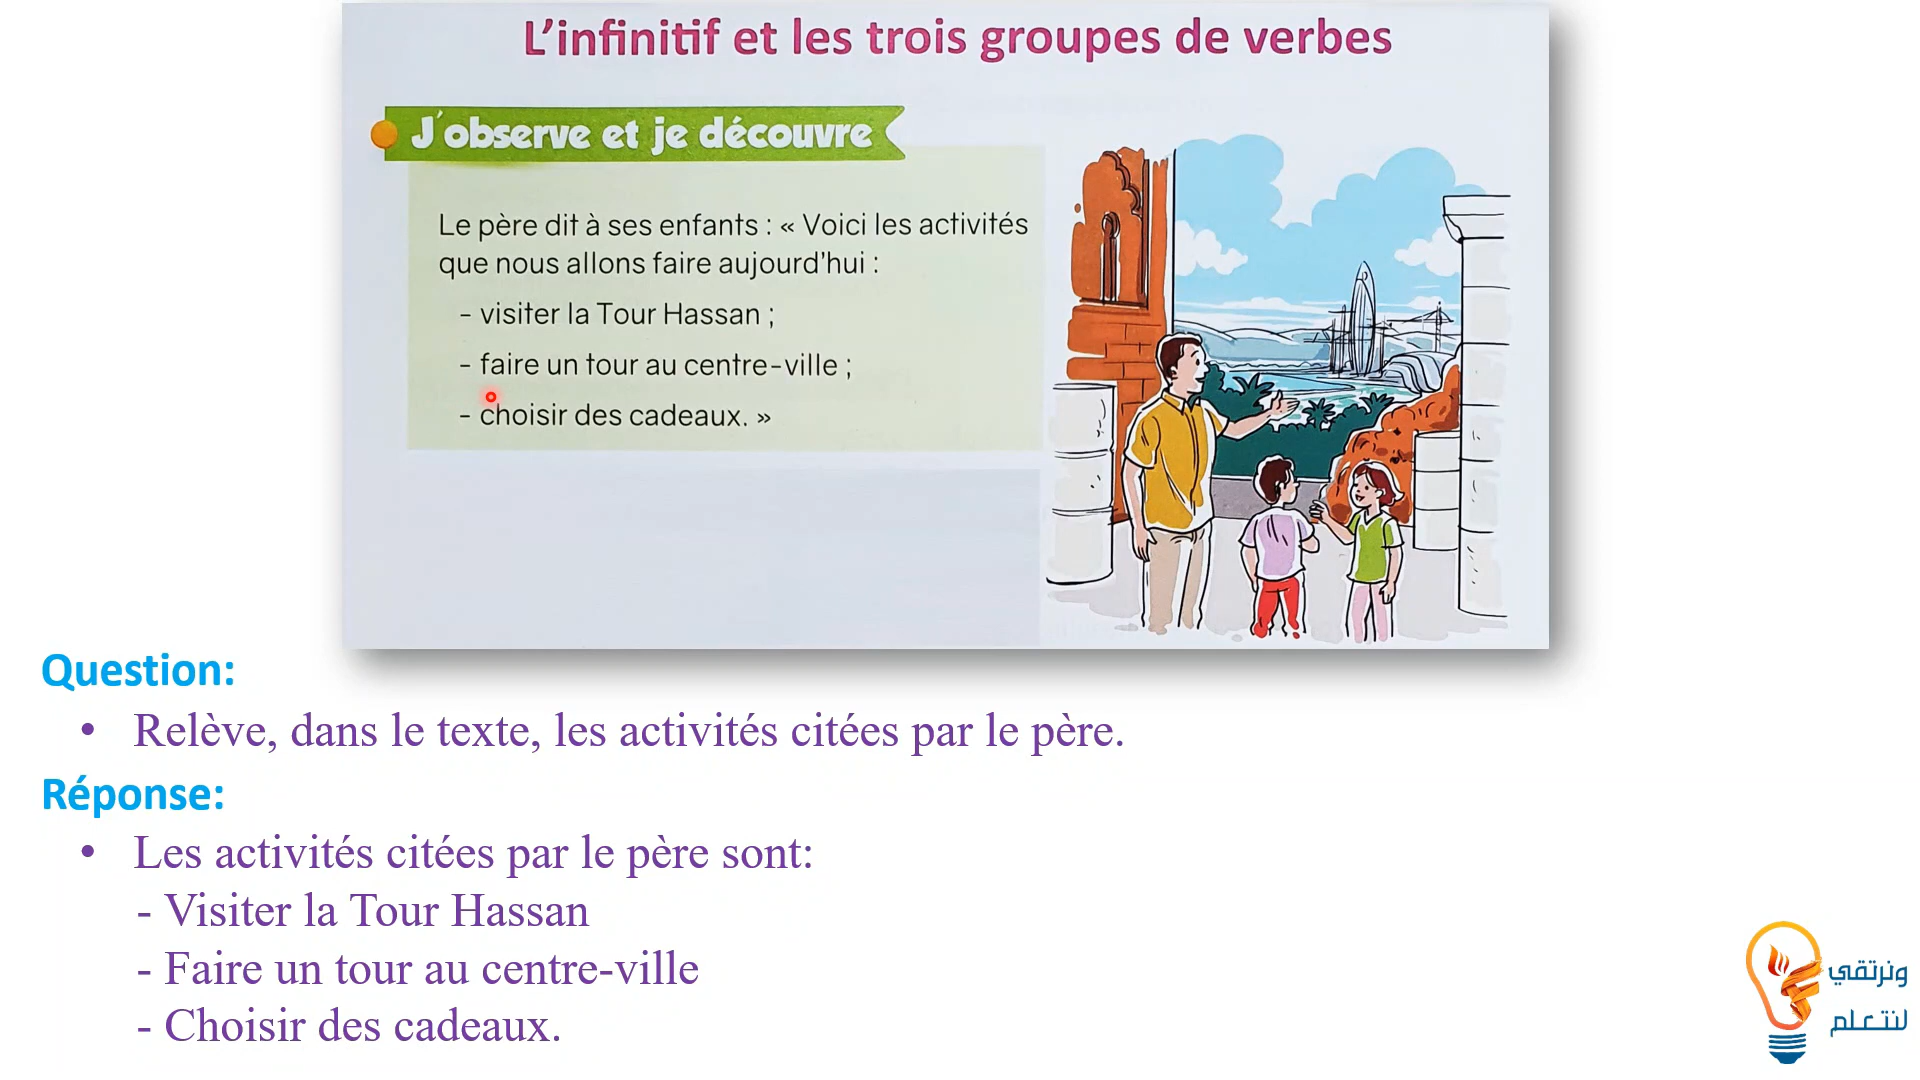 L’infinitif et les trois groupes de verbes
J’observe et je découvre
Le père dit à ses enfants : « Voici les activités
que nous allons faire aujourd’hui :
- visiter la Tour Hassan ;
- faire un tour au centre-ville ;
- choisir des cadeaux. »
Question:
• Relève, dans le texte, les activités citées par le père.
Réponse:
• Les activités citées par le père sont:
- Visiter la Tour Hassan
- Faire un tour au centre-ville
- Choisir des cadeaux.
ونرتقي
لنتعلم